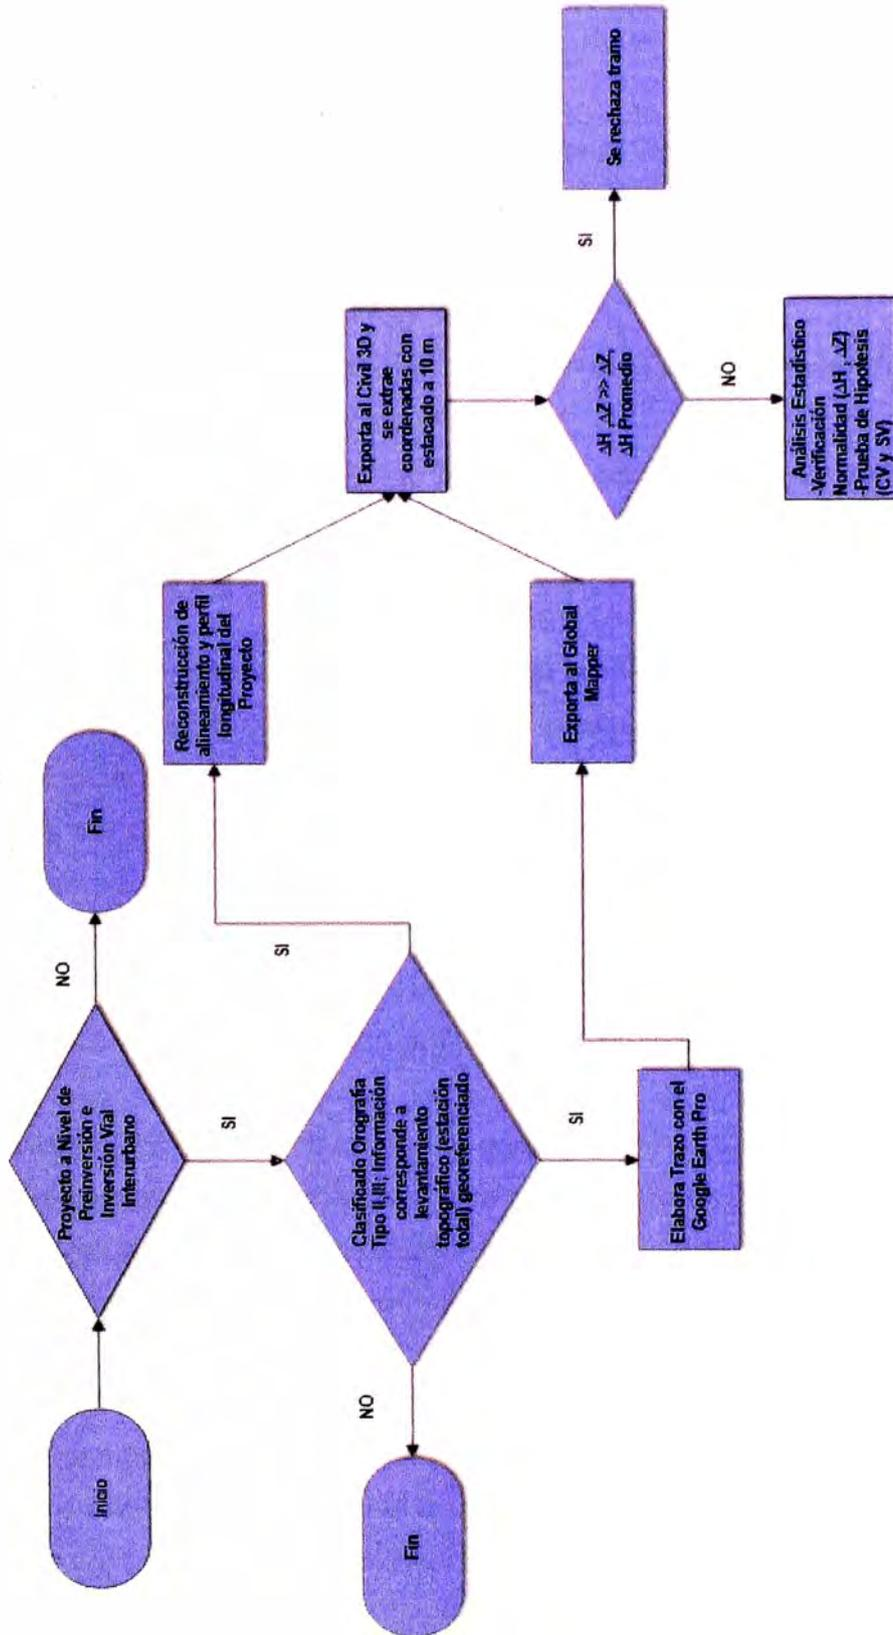 Inicio
Proyecto a Nivel de
Preinversión e
Inversión Vial
Interurbano
NO
Fin
SI
Clasificado Orografía
Tipo II,III; Información
corresponde a
levantamiento
topográfico (estación
total) georeferenciado
NO
Fin
SI
Reconstrucción de
alineamiento y perfil
longitudinal del
Proyecto
SI
Elabora Trazo con el
Google Earth Pro
Exporta al Global
Mapper
Exporta al Civil 3D y
se extrae
coordenadas con
estacado a 10 m
ΔH ,ΔZ >> ΔZ,
ΔH Promedio
SI
Se rechaza tramo
NO
Análisis Estadístico
-Verificación
Normalidad (ΔH , ΔZ)
-Prueba de Hipotesis
(CV y SV)